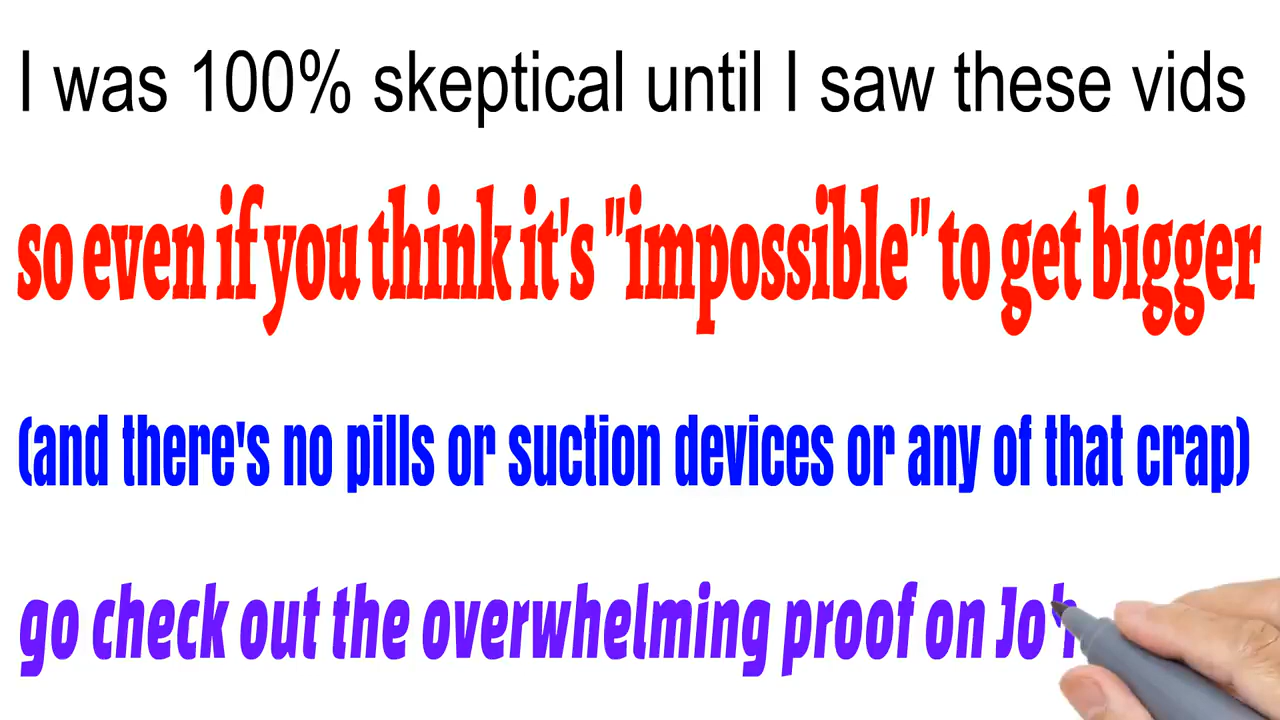 I was 100% skeptical until I saw these vids
so even if you think it's "impossible" to get bigger
(and there's no pills or suction devices or any of that crap)
go check out the overwhelming proof on